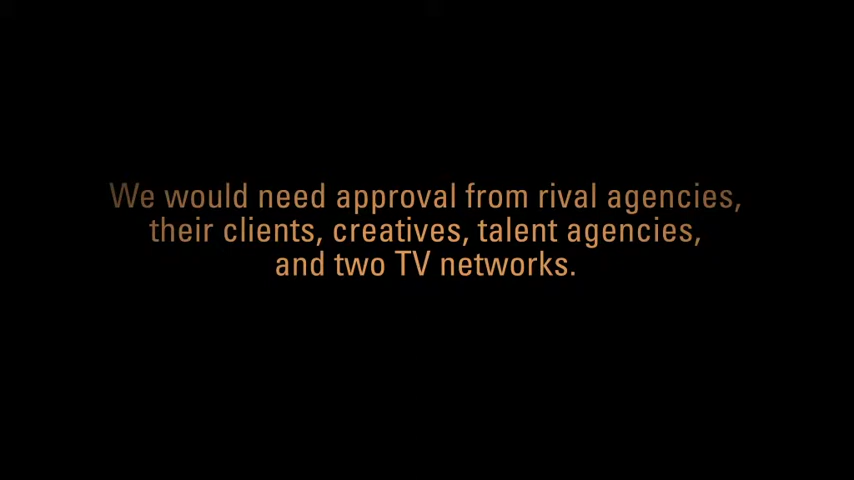 We would need approval from rival agencies,
their clients, creatives, talent agencies,
and two TV networks.